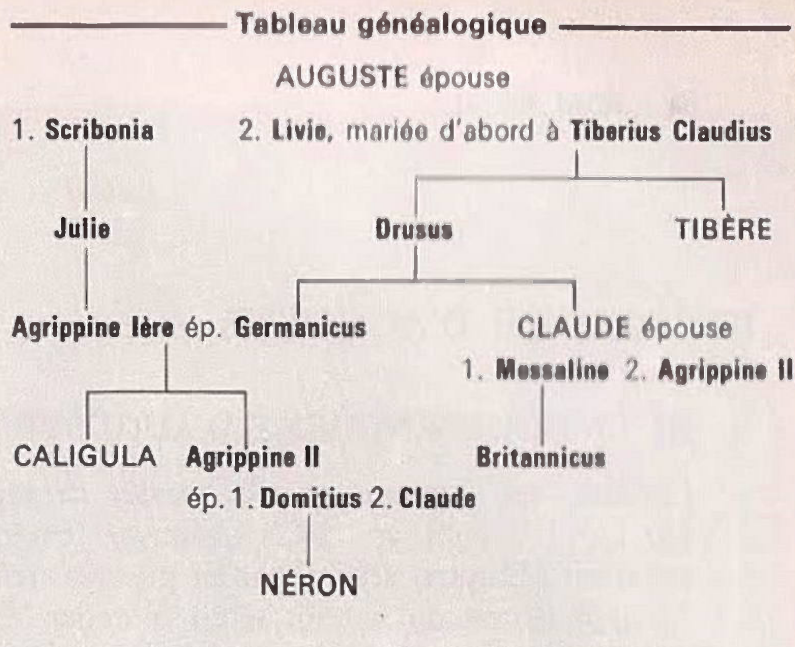 Tableau généalogique
AUGUSTE épouse
1. Scribonia 2. Livie, mariée d'abord à Tiberius Claudius
Julie Drusus TIBÈRE
Agrippine Ière ép. Germanicus CLAUDE épouse
1. Messaline 2. Agrippine II
CALIGULA Agrippine II Britannicus
ép. 1. Domitius 2. Claude
NÉRON